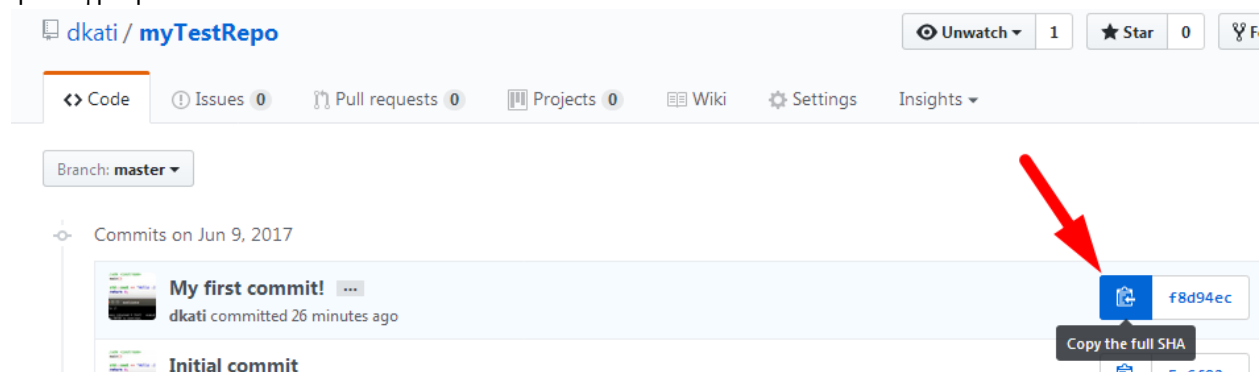 dkati / myTestRepo
Unwatch 1 Star 0
Code Issues 0 Pull requests 0 Projects 0 Wiki Settings Insights
Branch: master
Commits on Jun 9, 2017
My first commit! ...
dkati committed 26 minutes ago
f8d94ec
Copy the full SHA
Initial commit